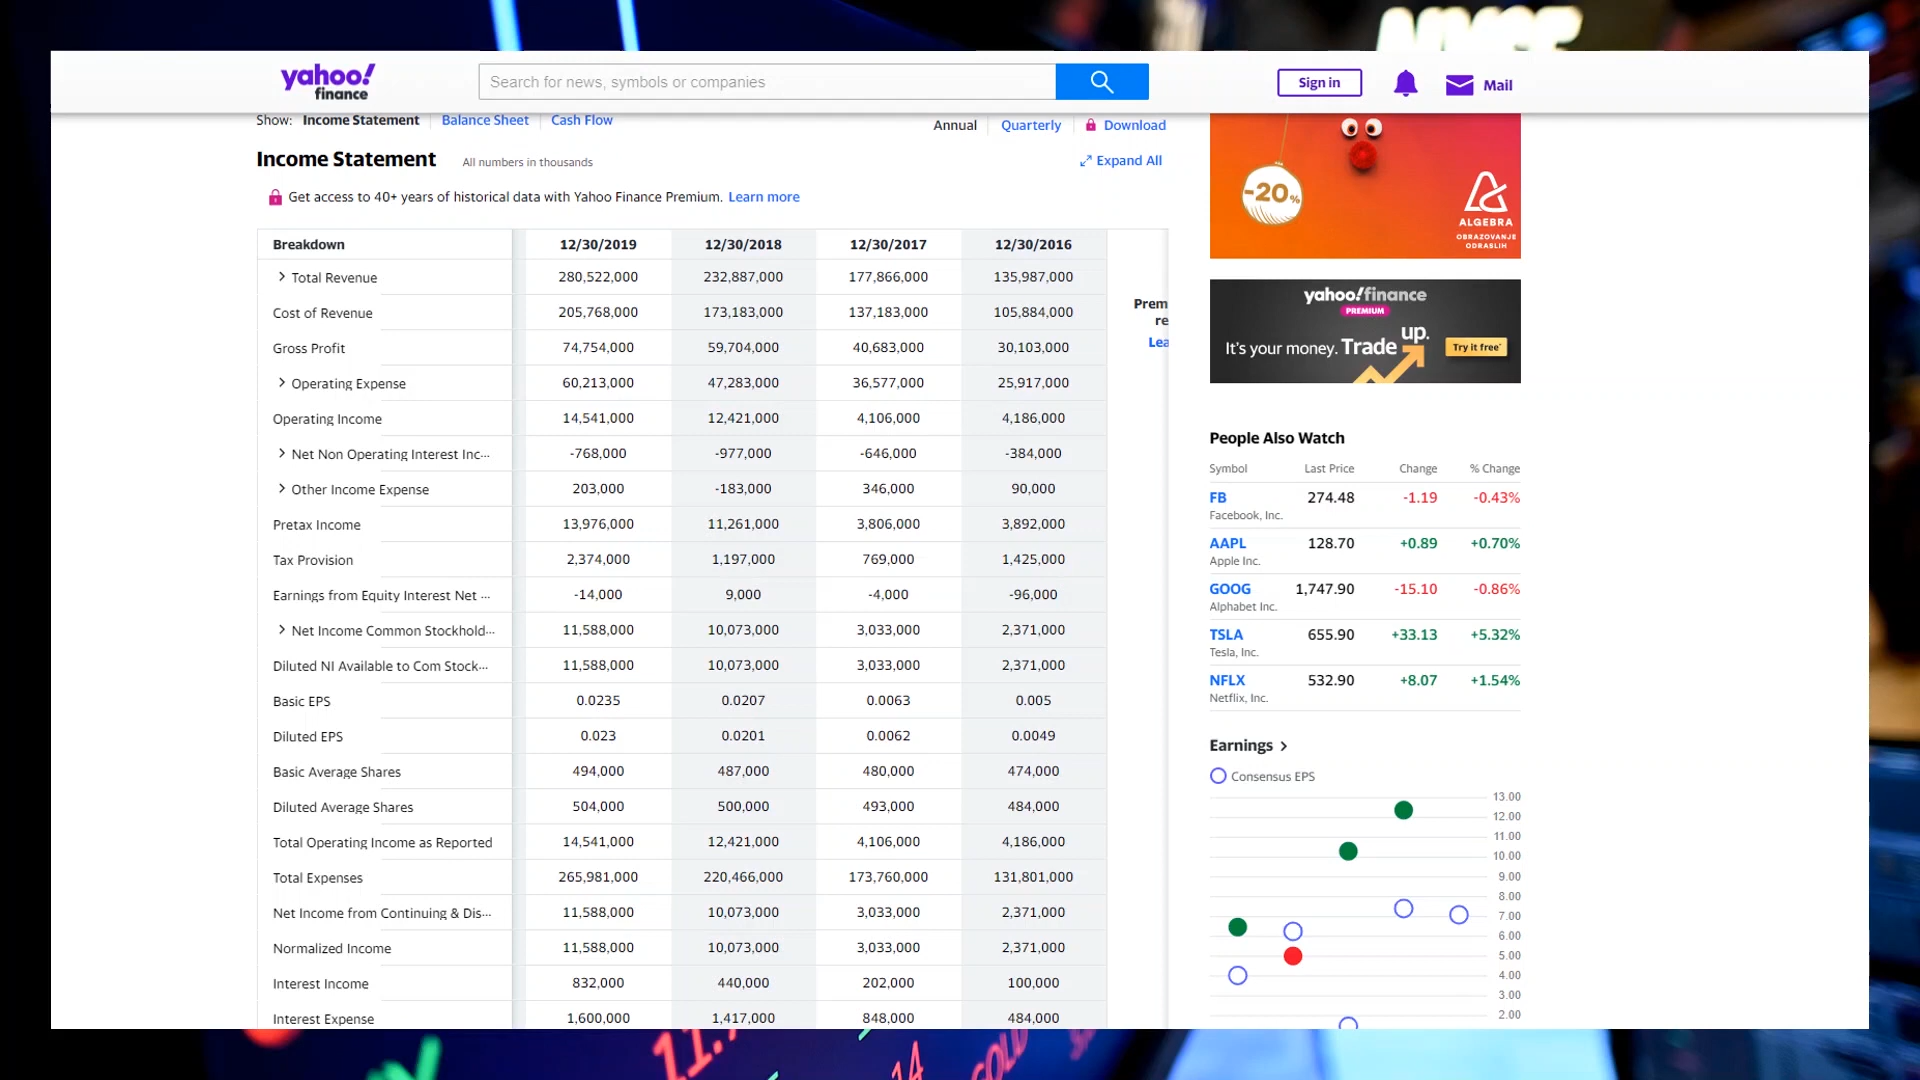 NYSE
yahoo!
finance
Search for news, symbols or companies
Sign in
Mail
Show: Income Statement Balance Sheet Cash Flow
Annual Quarterly Download
Income Statement All numbers in thousands
Expand All
Get access to 40+ years of historical data with Yahoo Finance Premium. Learn more
Breakdown 12/30/2019 12/30/2018 12/30/2017 12/30/2016
Total Revenue 280,522,000 232,887,000 177,866,000 135,987,000
Cost of Revenue 205,768,000 173,183,000 137,183,000 105,884,000
Gross Profit 74,754,000 59,704,000 40,683,000 30,103,000
Operating Expense 60,213,000 47,283,000 36,577,000 25,917,000
Operating Income 14,541,000 12,421,000 4,106,000 4,186,000
Net Non Operating Interest Inc... -768,000 -977,000 -646,000 -384,000
Other Income Expense 203,000 -183,000 346,000 90,000
Pretax Income 13,976,000 11,261,000 3,806,000 3,892,000
Tax Provision 2,374,000 1,197,000 769,000 1,425,000
Earnings from Equity Interest Net ... -14,000 9,000 -4,000 -96,000
Net Income Common Stockhold... 11,588,000 10,073,000 3,033,000 2,371,000
Diluted NI Available to Com Stock... 11,588,000 10,073,000 3,033,000 2,371,000
Basic EPS 0.0235 0.0207 0.0063 0.005
Diluted EPS 0.023 0.0201 0.0062 0.0049
Basic Average Shares 494,000 487,000 480,000 474,000
Diluted Average Shares 504,000 500,000 493,000 484,000
Total Operating Income as Reported 14,541,000 12,421,000 4,106,000 4,186,000
Total Expenses 265,981,000 220,466,000 173,760,000 131,801,000
Net Income from Continuing & Dis... 11,588,000 10,073,000 3,033,000 2,371,000
Normalized Income 11,588,000 10,073,000 3,033,000 2,371,000
Interest Income 832,000 440,000 202,000 100,000
Interest Expense 1,600,000 1,417,000 848,000 484,000
Prem
re
Lea
-20%
ALGEBRA
OBRAZOVANJE
ODRASLIH
yahoo!finance
PREMIUM
It's your money. Trade up.
Try it free*
People Also Watch
Symbol Last Price Change % Change
FB 274.48 -1.19 -0.43%
Facebook, Inc.
AAPL 128.70 +0.89 +0.70%
Apple Inc.
GOOG 1,747.90 -15.10 -0.86%
Alphabet Inc.
TSLA 655.90 +33.13 +5.32%
Tesla, Inc.
NFLX 532.90 +8.07 +1.54%
Netflix, Inc.
Earnings
Consensus EPS
13.00
12.00
11.00
10.00
9.00
8.00
7.00
6.00
5.00
4.00
3.00
2.00
14
GOLD